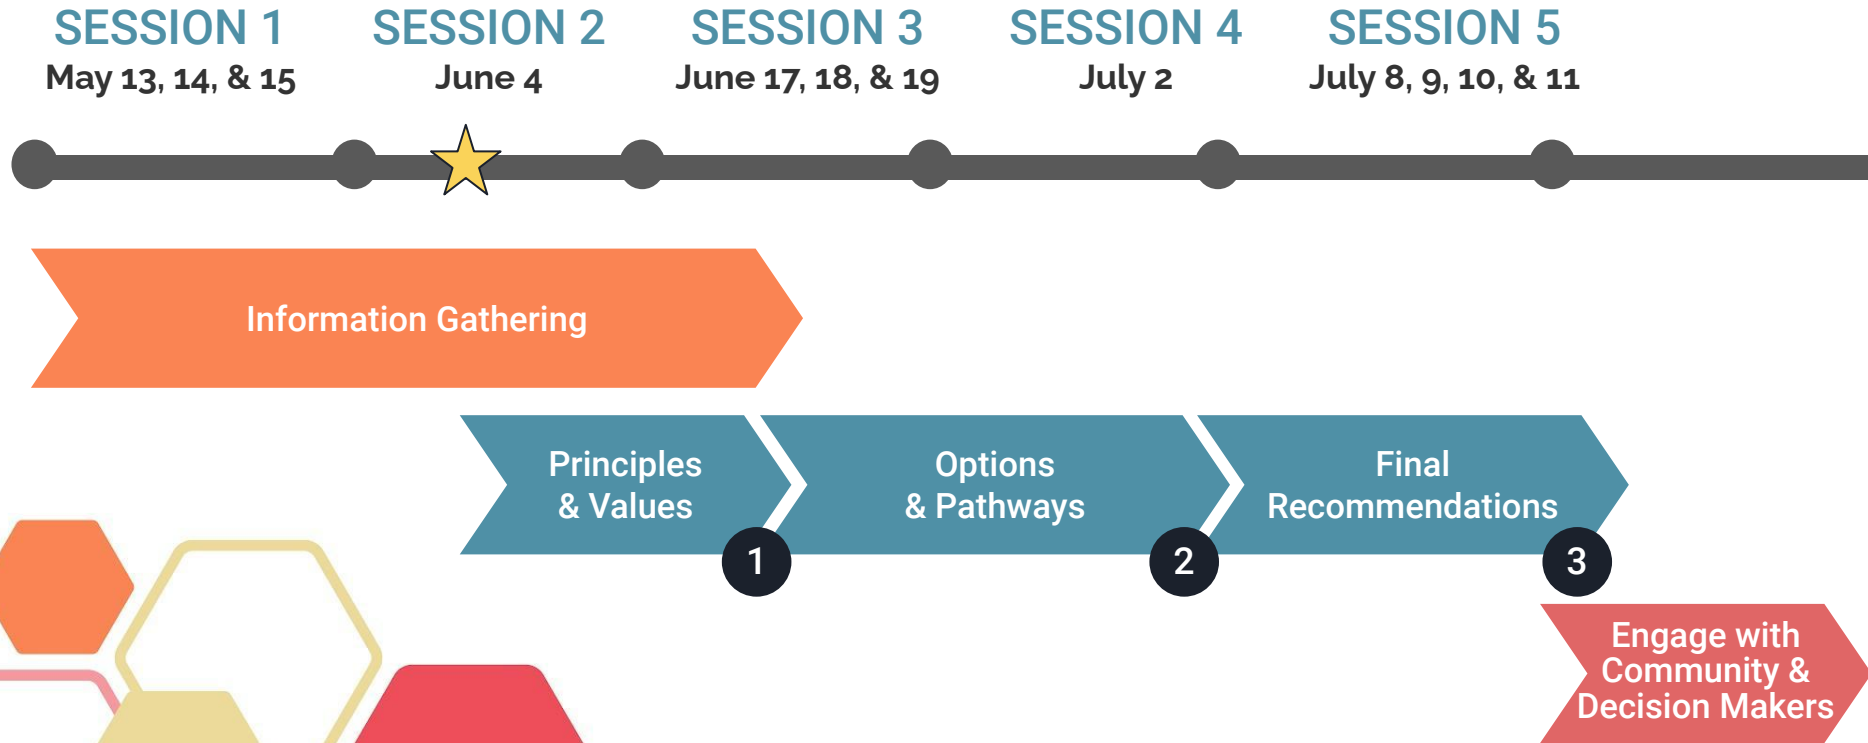 SESSION 1
May 13, 14, & 15
SESSION 2
June 4
SESSION 3
June 17, 18, & 19
SESSION 4
July 2
SESSION 5
July 8, 9, 10, & 11
Information Gathering
Principles
& Values
1
Options
& Pathways
2
Final
Recommendations
3
Engage with
Community &
Decision Makers